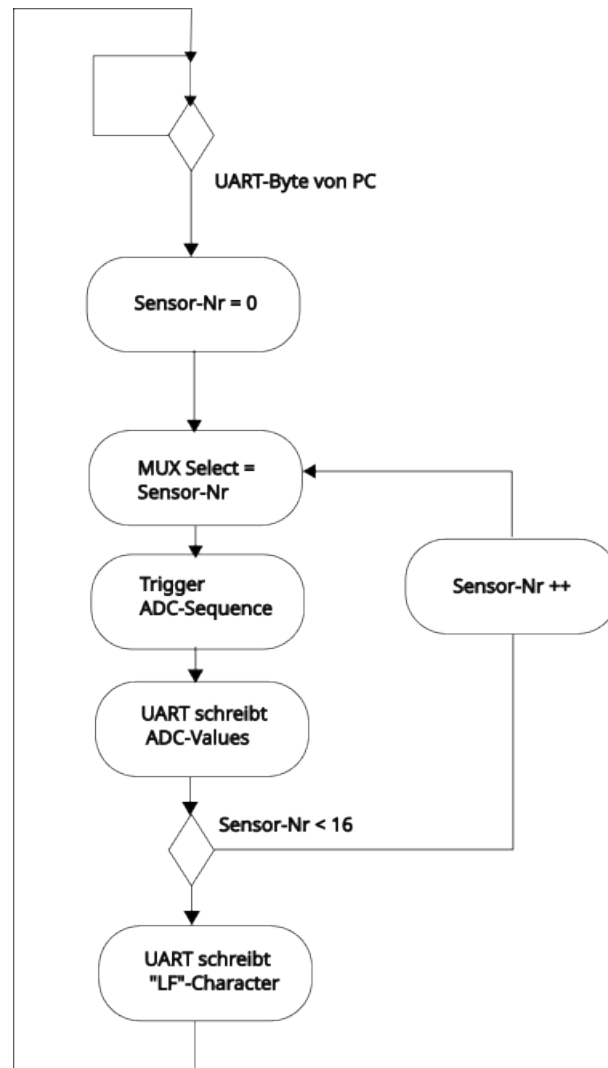 UART-Byte von PC
Sensor-Nr = 0
MUX Select =
Sensor-Nr
Trigger
ADC-Sequence
Sensor-Nr ++
UART schreibt
ADC-Values
Sensor-Nr < 16
UART schreibt
"LF"-Character